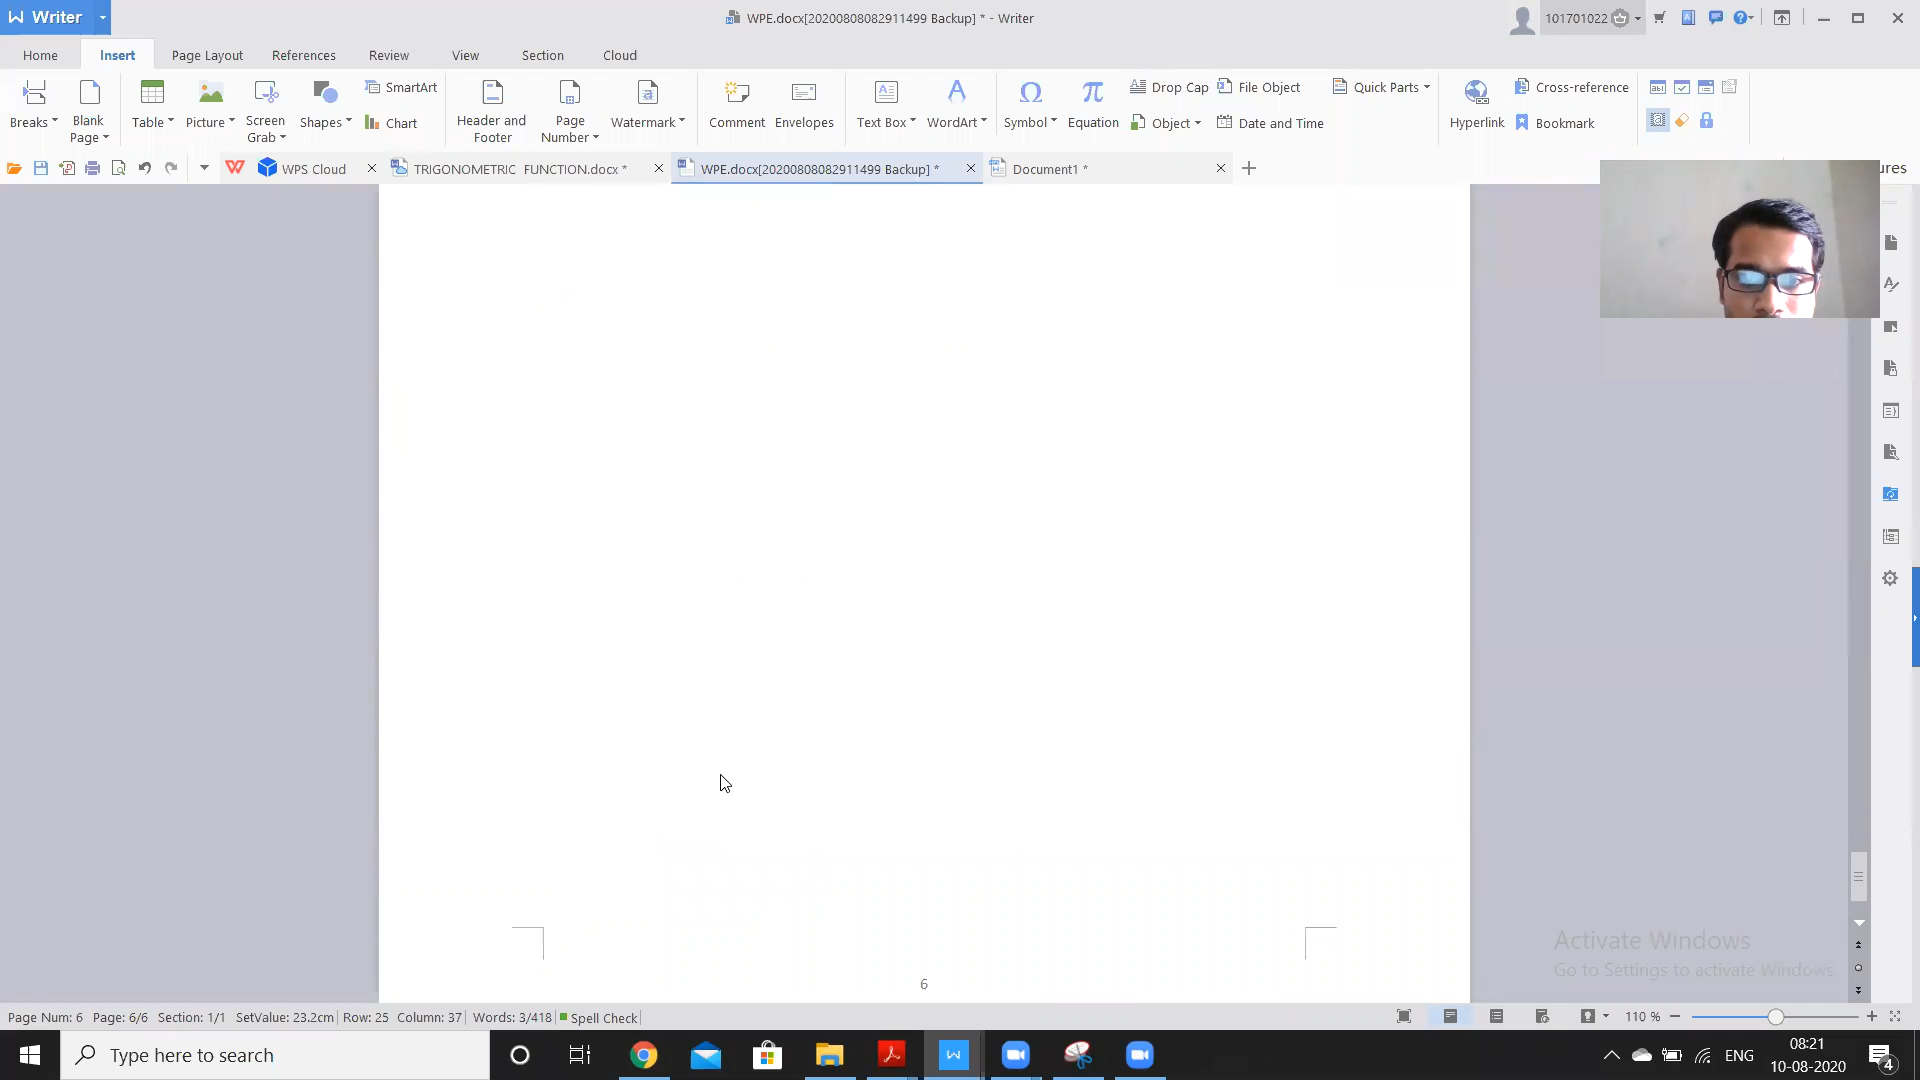 Writer
WPE.docx[20200808082911499 Backup] * - Writer
101701022
Home Insert Page Layout References Review View Section Cloud
Breaks
Blank Page
Table
Picture
Screen Grab
Shapes
SmartArt
Chart
Header and Footer
Page Number
Watermark
Comment
Envelopes
Text Box
WordArt
Symbol
Equation
Drop Cap
Object
File Object
Date and Time
Quick Parts
Hyperlink
Cross-reference
Bookmark
WPS Cloud
TRIGONOMETRIC FUNCTION.docx *
WPE.docx[20200808082911499 Backup] *
Document1 *
ures
6
Activate Windows
Go to Settings to activate Windows.
Page Num: 6 Page: 6/6 Section: 1/1 SetValue: 23.2cm Row: 25 Column: 37 Words: 3/418 Spell Check
110 %
Type here to search
ENG
08:21
10-08-2020
4